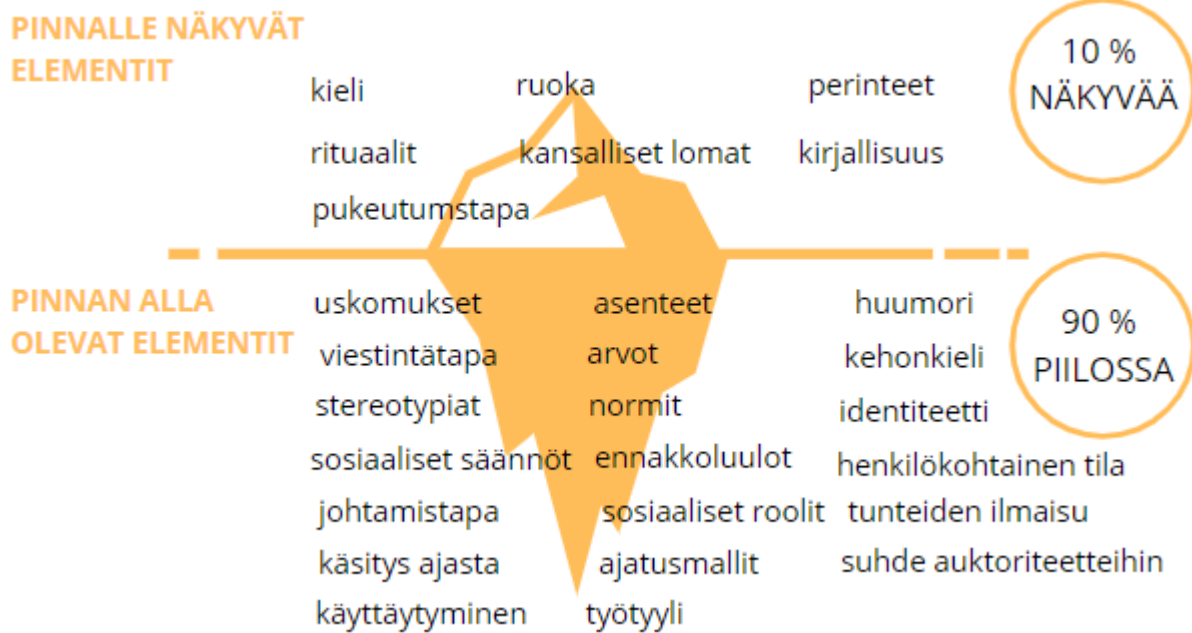 PINNALLE NÄKYVÄT
ELEMENTIT
kieli ruoka perinteet
rituaalit kansalliset lomat kirjallisuus
pukeutumstapa
10 %
NÄKYVÄÄ
PINNAN ALLA
OLEVAT ELEMENTIT
uskomukset asenteet huumori
viestintätapa arvot kehonkieli
stereotypiat normit identiteetti
sosiaaliset säännöt ennakkoluulot henkilökohtainen tila
johtamistapa sosiaaliset roolit tunteiden ilmaisu
käsitys ajasta ajatusmallit suhde auktoriteetteihin
käyttäytyminen työtyyli
90 %
PIILOSSA